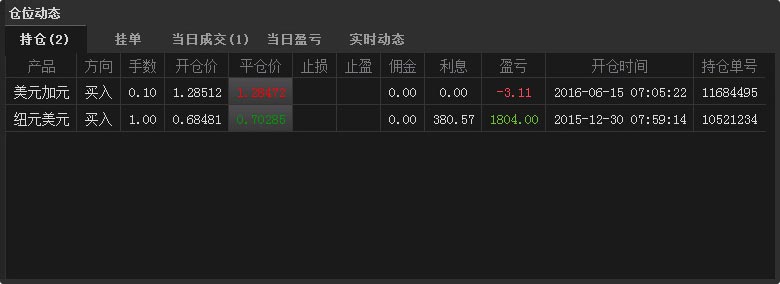 仓位动态
持仓(2) 挂单 当日成交(1) 当日盈亏 实时动态
产品 方向 手数 开仓价 平仓价 止损 止盈 佣金 利息 盈亏 开仓时间 持仓单号
美元加元 买入 0.10 1.28512 1.28472 0.00 0.00 -3.11 2016-06-15 07:05:22 11684495
纽元美元 买入 1.00 0.68481 0.70285 0.00 380.57 1804.00 2015-12-30 07:59:14 10521234